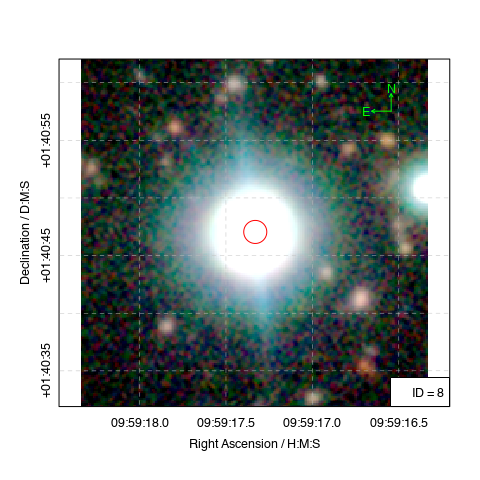 N
E
+01:40:55
+01:40:45
+01:40:35
Declination / D:M:S
ID = 8
09:59:18.0 09:59:17.5 09:59:17.0 09:59:16.5
Right Ascension / H:M:S